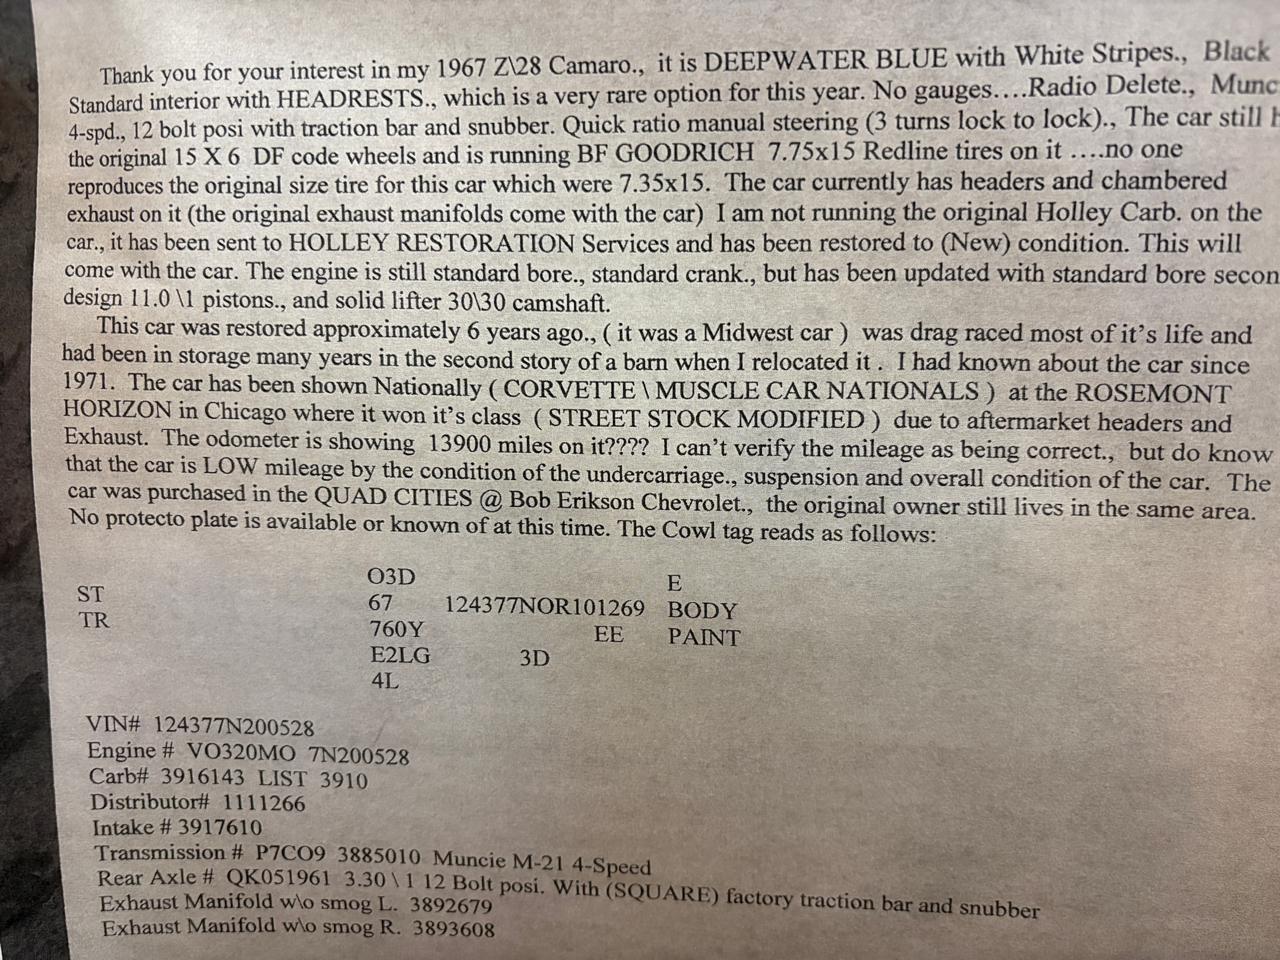 Thank you for your interest in my 1967 Z\28 Camaro., it is DEEPWATER BLUE with White Stripes., Black
Standard interior with HEADRESTS., which is a very rare option for this year. No gauges….Radio Delete., Munc
4-spd., 12 bolt posi with traction bar and snubber. Quick ratio manual steering (3 turns lock to lock)., The car still
the original 15 X 6 DF code wheels and is running BF GOODRICH 7.75x15 Redline tires on it ….no one
reproduces the original size tire for this car which were 7.35x15. The car currently has headers and chambered
exhaust on it (the original exhaust manifolds come with the car) I am not running the original Holley Carb. on the
car., it has been sent to HOLLEY RESTORATION Services and has been restored to (New) condition. This will
come with the car. The engine is still standard bore., standard crank., but has been updated with standard bore secon
design 11.0 \1 pistons., and solid lifter 30\30 camshaft.
This car was restored approximately 6 years ago., ( it was a Midwest car ) was drag raced most of it's life and
had been in storage many years in the second story of a barn when I relocated it . I had known about the car since
1971. The car has been shown Nationally ( CORVETTE \ MUSCLE CAR NATIONALS ) at the ROSEMONT
HORIZON in Chicago where it won it's class ( STREET STOCK MODIFIED ) due to aftermarket headers and
Exhaust. The odometer is showing 13900 miles on it???? I can't verify the mileage as being correct., but do know
that the car is LOW mileage by the condition of the undercarriage., suspension and overall condition of the car. The
car was purchased in the QUAD CITIES @ Bob Erikson Chevrolet., the original owner still lives in the same area.
No protecto plate is available or known of at this time. The Cowl tag reads as follows:
O3D E
ST 67 124377NOR101269 BODY
TR 760Y EE PAINT
E2LG 3D
4L
VIN# 124377N200528
Engine # VO320MO 7N200528
Carb# 3916143 LIST 3910
Distributor# 1111266
Intake # 3917610
Transmission # P7CO9 3885010 Muncie M-21 4-Speed
Rear Axle # QK051961 3.30 \ 1 12 Bolt posi. With (SQUARE) factory traction bar and snubber
Exhaust Manifold w\o smog L. 3892679
Exhaust Manifold w\o smog R. 3893608